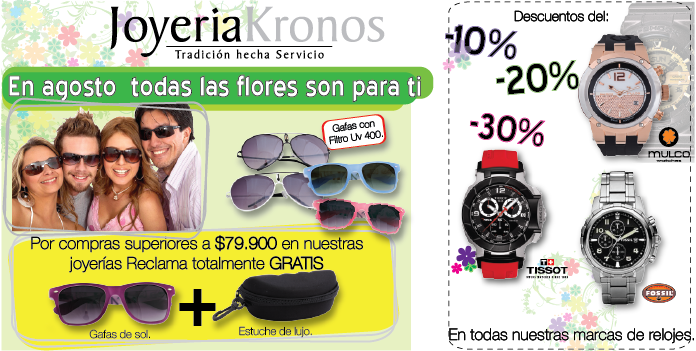 JoyeriaKronos
Tradición hecha Servicio
En agosto todas las flores son para ti
Gafas con
Filtro Uv 400.
Por compras superiores a $79.900 en nuestras
joyerías Reclama totalmente GRATIS
+
Gafas de sol.
Estuche de lujo.
Descuentos del:
-10%
-20%
-30%
MULCO
TISSOT
FOSSIL
En todas nuestras marcas de relojes.